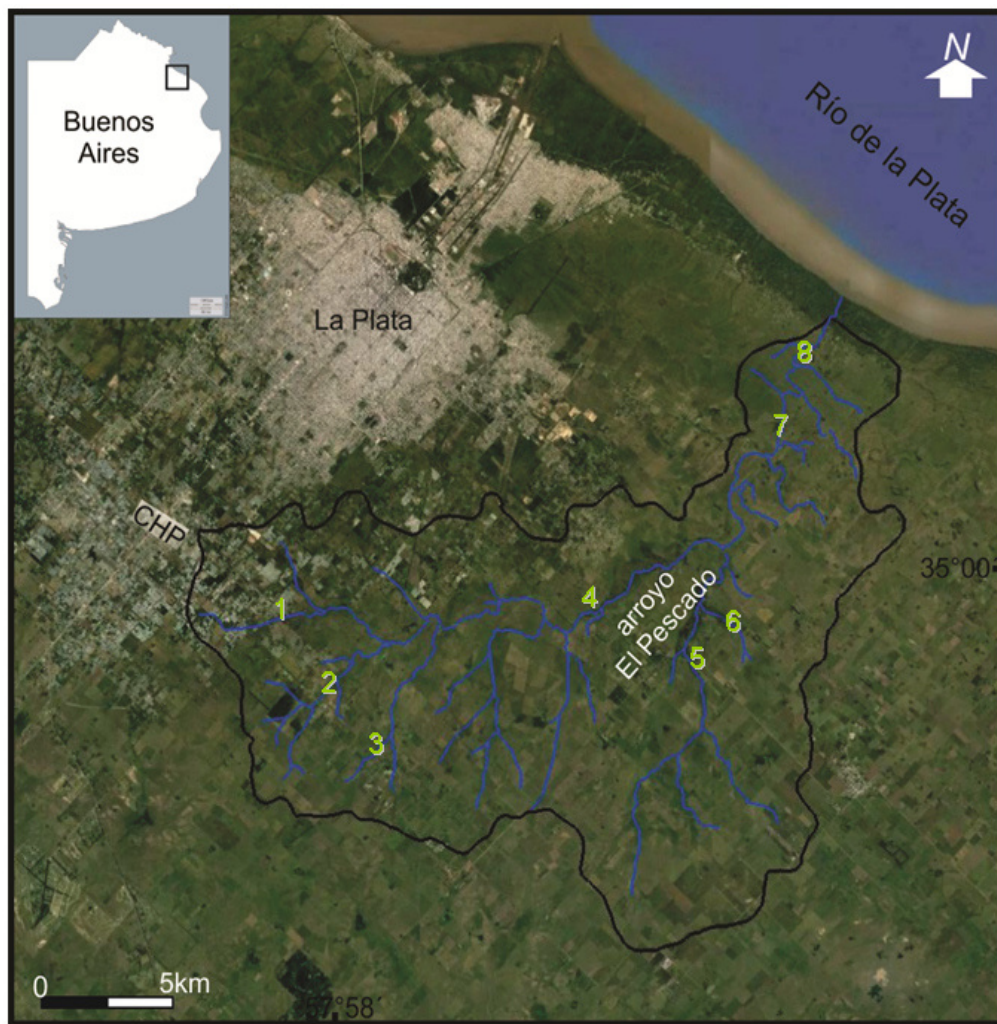 Buenos
Aires
N
Río de la Plata
La Plata
CHP
8
7
35°00
1
4
arroyo
El Pescado
6
5
2
3
0
5km
57°58´